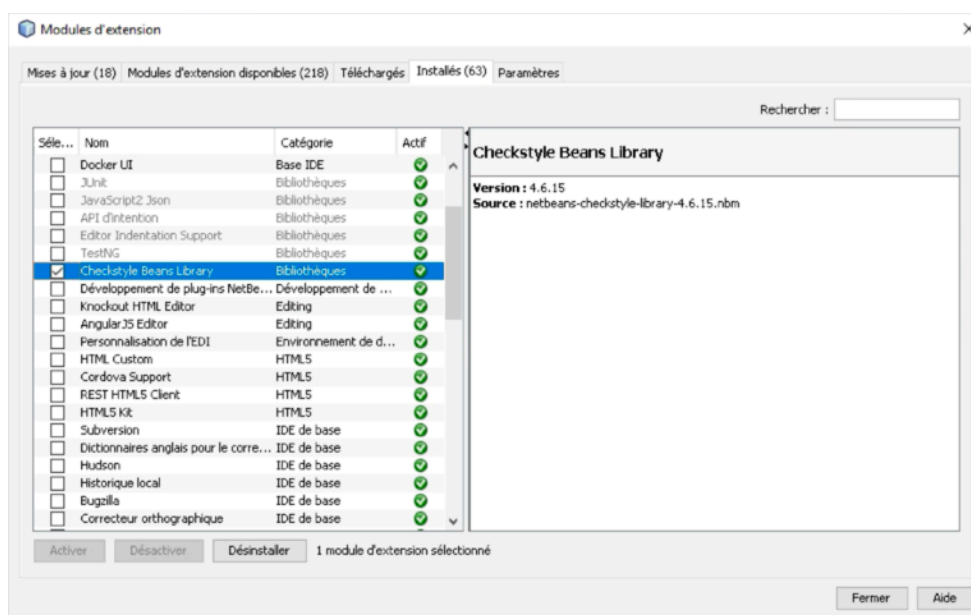 Modules d'extension
Mises à jour (18) Modules d'extension disponibles (218) Téléchargés Installés (63) Paramètres
Rechercher :
Séle... Nom Catégorie Actif
Docker UI Base IDE
JUnit Bibliothèques
JavaScript2 Json Bibliothèques
API d'intention Bibliothèques
Editor Indentation Support Bibliothèques
TestNG Bibliothèques
Checkstyle Beans Library Bibliothèques
Développement de plug-ins NetBe... Développement de ...
Knockout HTML Editor Editing
AngularJS Editor Editing
Personnalisation de l'EDI Environnement de d...
HTML Custom HTML5
Cordova Support HTML5
REST HTML5 Client HTML5
HTML5 Kit HTML5
Subversion IDE de base
Dictionnaires anglais pour le corre... IDE de base
Hudson IDE de base
Historique local IDE de base
Bugzilla IDE de base
Correcteur orthographique IDE de base
Checkstyle Beans Library
Version : 4.6.15
Source : netbeans-checkstyle-library-4.6.15.nbm
Activer Désactiver Désinstaller 1 module d'extension sélectionné
Fermer Aide